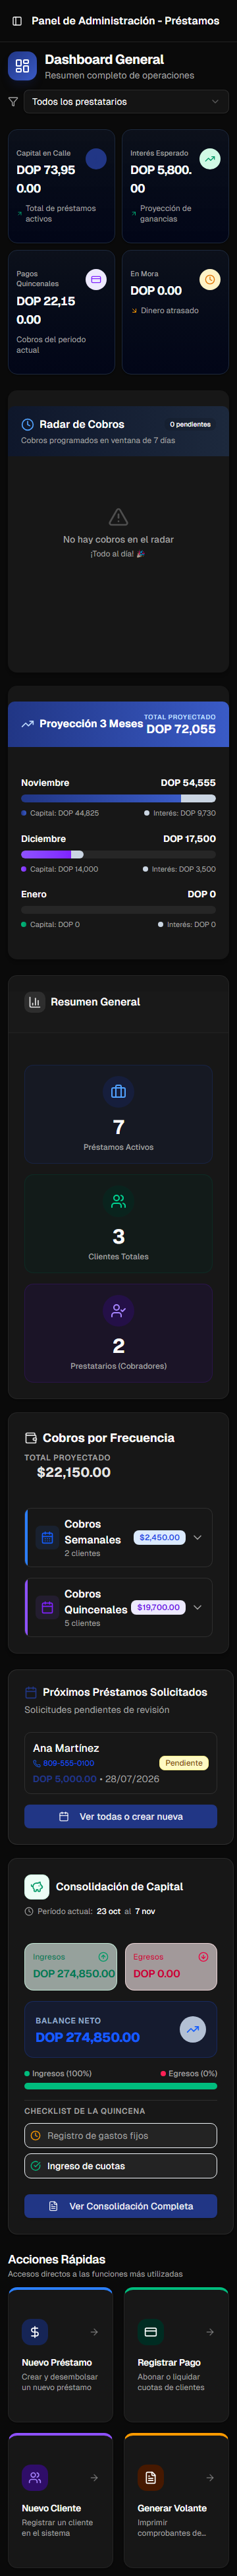 Panel de Administración - Préstamos
Dashboard General
Resumen completo de operaciones
Todos los prestatarios
Capital en Calle
DOP 73,95
0.00
Total de préstamos
activos
Interés Esperado
DOP 5,800.
00
Proyección de
ganancias
Pagos
Quincenales
DOP 22,15
0.00
Cobros del periodo
actual
En Mora
DOP 0.00
Dinero atrasado
Radar de Cobros
0 pendientes
Cobros programados en ventana de 7 días
No hay cobros en el radar
¡Todo al día! 🎉
Proyección 3 Meses
TOTAL PROYECTADO
DOP 72,055
Noviembre DOP 54,555
Capital: DOP 44,825 Interés: DOP 9,730
Diciembre DOP 17,500
Capital: DOP 14,000 Interés: DOP 3,500
Enero DOP 0
Capital: DOP 0 Interés: DOP 0
Resumen General
7
Préstamos Activos
3
Clientes Totales
2
Prestatarios (Cobradores)
Cobros por Frecuencia
TOTAL PROYECTADO
$22,150.00
Cobros
Semanales
$2,450.00
2 clientes
Cobros
Quincenales
$19,700.00
5 clientes
Próximos Préstamos Solicitados
Solicitudes pendientes de revisión
Ana Martínez
809-555-0100
Pendiente
DOP 5,000.00 • 28/07/2026
Ver todas o crear nueva
Consolidación de Capital
Período actual: 23 oct al 7 nov
Ingresos
DOP 274,850.00
Egresos
DOP 0.00
BALANCE NETO
DOP 274,850.00
Ingresos (100%) Egresos (0%)
CHECKLIST DE LA QUINCENA
Registro de gastos fijos
Ingreso de cuotas
Ver Consolidación Completa
Acciones Rápidas
Accesos directos a las funciones más utilizadas
Nuevo Préstamo
Crear y desembolsar
un nuevo préstamo
Registrar Pago
Abonar o liquidar
cuotas de clientes
Nuevo Cliente
Registrar un cliente
en el sistema
Generar Volante
Imprimir
comprobantes de...